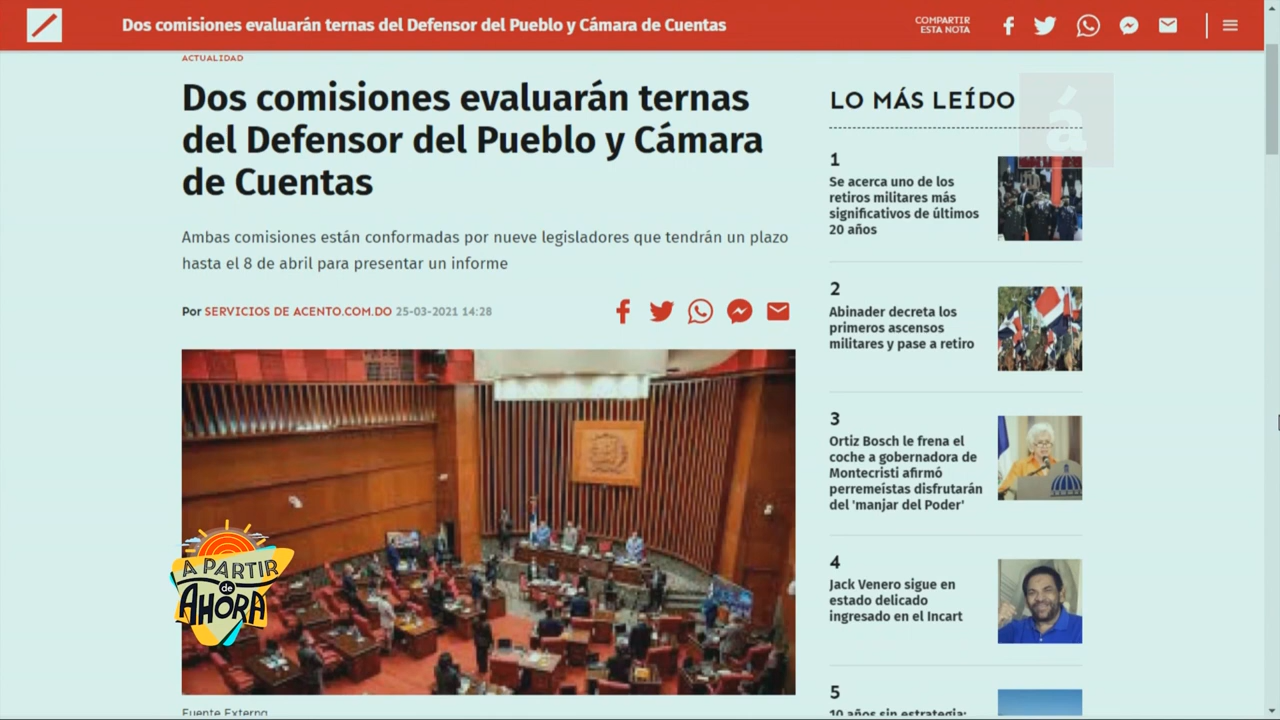 Dos comisiones evaluarán ternas del Defensor del Pueblo y Cámara de Cuentas
COMPARTIR
ESTA NOTA
ACTUALIDAD
Dos comisiones evaluarán ternas
del Defensor del Pueblo y Cámara
de Cuentas
Ambas comisiones están conformadas por nueve legisladores que tendrán un plazo
hasta el 8 de abril para presentar un informe
Por SERVICIOS DE ACENTO.COM.DO 25-03-2021 14:28
A PARTIR
de
AHORA
Fuente Externa
LO MÁS LEÍDO
á
1
Se acerca uno de los
retiros militares más
significativos de últimos
20 años
2
Abinader decreta los
primeros ascensos
militares y pase a retiro
3
Ortiz Bosch le frena el
coche a gobernadora de
Montecristi afirmó
perremeístas disfrutarán
del 'manjar del Poder'
4
Jack Venero sigue en
estado delicado
ingresado en el Incart
5
10 años sin estrategia: